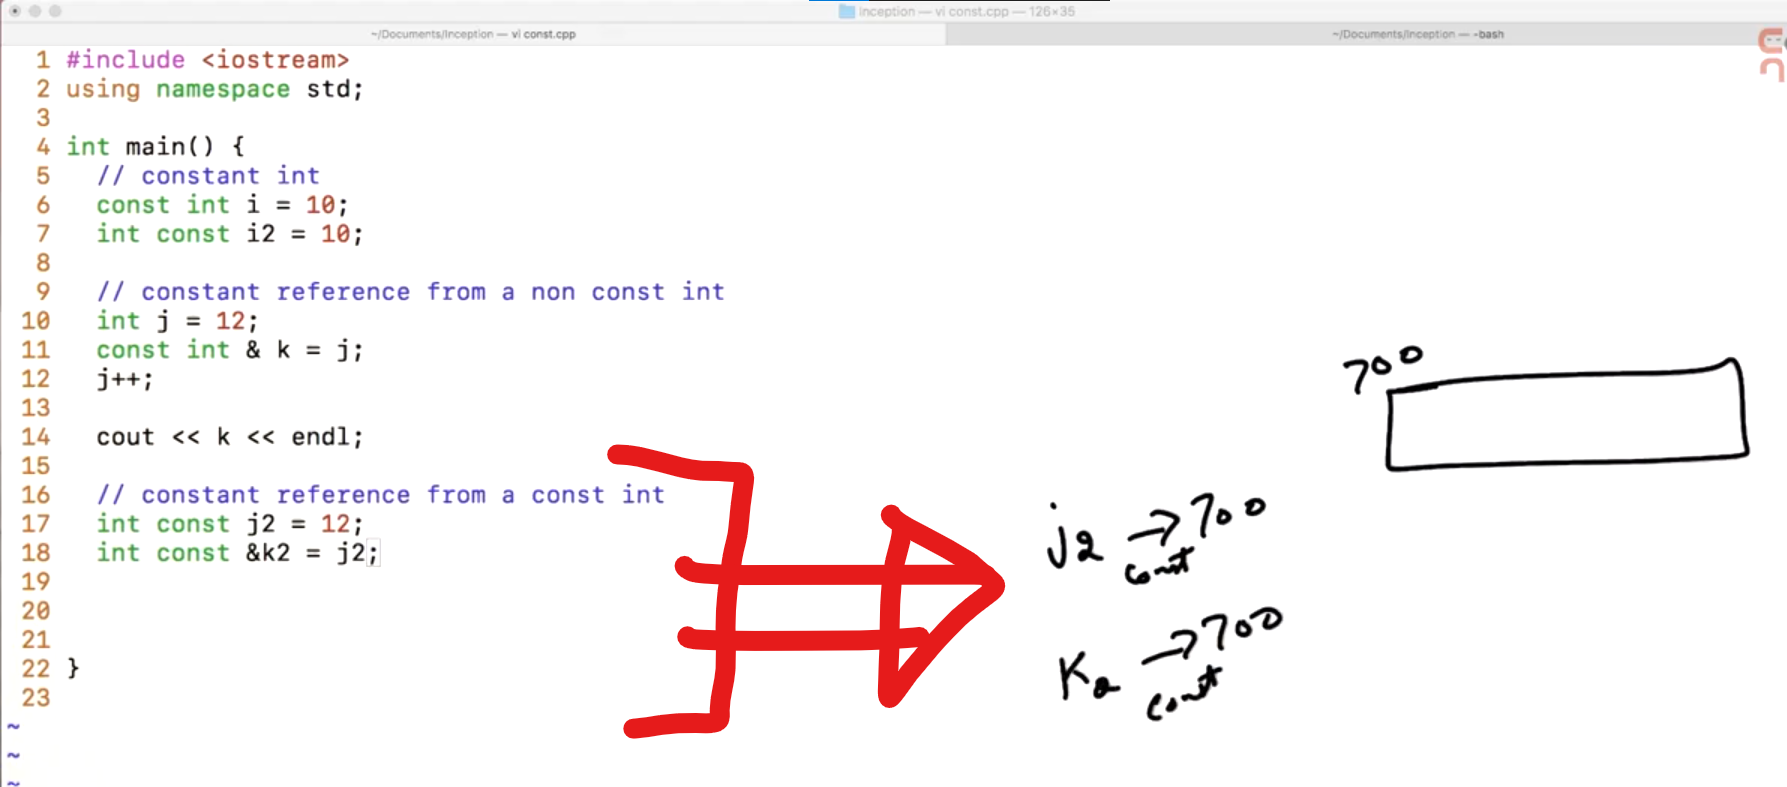 Inception — vi const.cpp — 126×35
~/Documents/Inception — vi const.cpp
~/Documents/Inception — -bash
1 #include <iostream>
2 using namespace std;
3
4 int main() {
5 // constant int
6 const int i = 10;
7 int const i2 = 10;
8
9 // constant reference from a non const int
10 int j = 12;
11 const int & k = j;
12 j++;
13
14 cout << k << endl;
15
16 // constant reference from a const int
17 int const j2 = 12;
18 int const &k2 = j2;
19
20
21
22 }
23
~
~
~
700
j2 → 700
const
K2 → 700
const